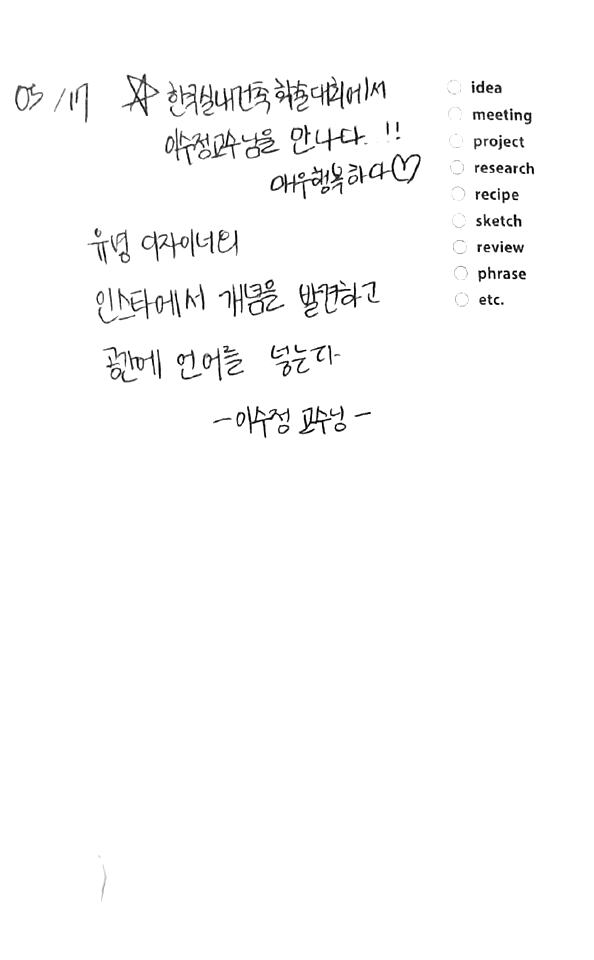 05/17 ☆ 한국실내건축학술대회에서
이수정교수님을 만나다. !!
매우행복하다♡
유명 디자이너의
인스타에서 개념을 발견하고
공간에 언어를 넣는다.
- 이수정 교수님 -
idea
meeting
project
research
recipe
sketch
review
phrase
etc.